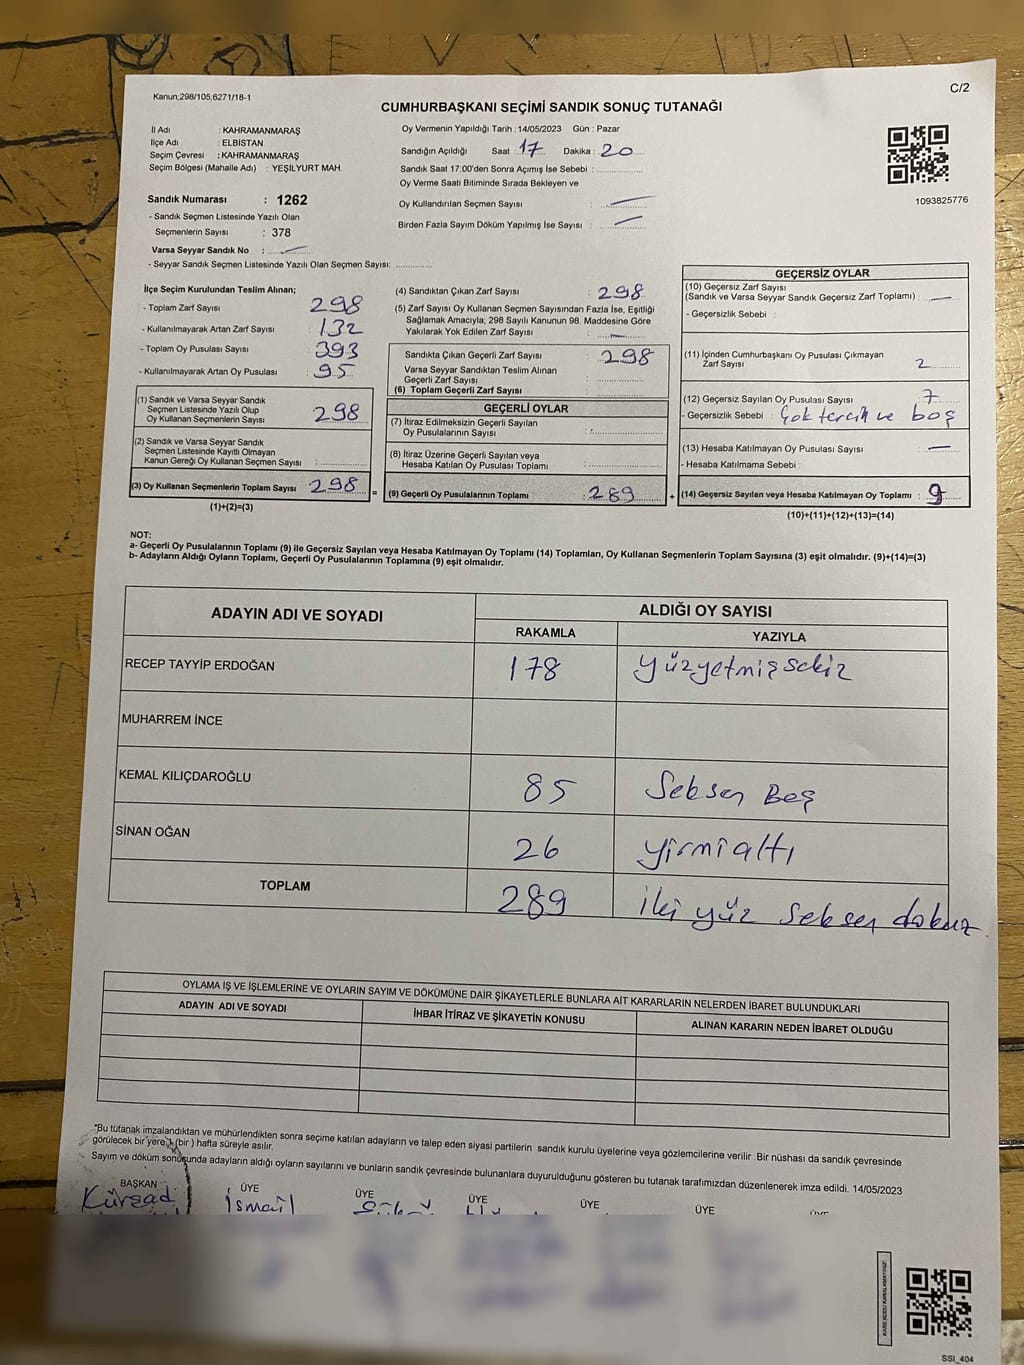 Kanun;298/105;6271/18-1
C/2
CUMHURBAŞKANI SEÇİMİ SANDIK SONUÇ TUTANAĞI
İl Adı : KAHRAMANMARAŞ
İlçe Adı : ELBİSTAN
Seçim Çevresi : KAHRAMANMARAŞ
Seçim Bölgesi (Mahalle Adı) : YEŞİLYURT MAH.
Sandık Numarası : 1262
- Sandık Seçmen Listesinde Yazılı Olan
Seçmenlerin Sayısı : 378
Varsa Seyyar Sandık No :
- Seyyar Sandık Seçmen Listesinde Yazılı Olan Seçmen Sayısı:
Oy Vermenin Yapıldığı Tarih : 14/05/2023 Gün : Pazar
Sandığın Açıldığı Saat : 17 Dakika : 20
Sandık Saat 17:00'den Sonra Açımış İse Sebebi :
Oy Verme Saati Bitiminde Sırada Bekleyen ve
Oy Kullandırılan Seçmen Sayısı :
Birden Fazla Sayım Döküm Yapılmış İse Sayısı :
1093825776
İlçe Seçim Kurulundan Teslim Alınan;
- Toplam Zarf Sayısı : 298
- Kullanılmayarak Artan Zarf Sayısı : 132
- Toplam Oy Pusulası Sayısı : 393
- Kullanılmayarak Artan Oy Pusulası : 95
(1) Sandık ve Varsa Seyyar Sandık
Seçmen Listesinde Yazılı Olup
Oy Kullanan Seçmenlerin Sayısı : 298
(2) Sandık ve Varsa Seyyar Sandık
Seçmen Listesinde Kayıtlı Olmayan
Kanun Gereği Oy Kullanan Seçmen Sayısı :
(3) Oy Kullanan Seçmenlerin Toplam Sayısı : 298 =
(1)+(2)=(3)
(4) Sandıktan Çıkan Zarf Sayısı : 298
(5) Zarf Sayısı Oy Kullanan Seçmen Sayısından Fazla İse, Eşitliği
Sağlamak Amacıyla; 298 Sayılı Kanunun 98. Maddesine Göre
Yakılarak Yok Edilen Zarf Sayısı :
Sandıkta Çıkan Geçerli Zarf Sayısı : 298
Varsa Seyyar Sandıktan Teslim Alınan
Geçerli Zarf Sayısı :
(6) Toplam Geçerli Zarf Sayısı :
GEÇERLİ OYLAR
(7) İtiraz Edilmeksizin Geçerli Sayılan
Oy Pusulalarının Sayısı :
(8) İtiraz Üzerine Geçerli Sayılan veya
Hesaba Katılan Oy Pusulası Toplamı :
(9) Geçerli Oy Pusulalarının Toplamı : 289 +
GEÇERSİZ OYLAR
(10) Geçersiz Zarf Sayısı
(Sandık ve Varsa Seyyar Sandık Geçersiz Zarf Toplamı) :
- Geçersizlik Sebebi :
(11) İçinden Cumhurbaşkanı Oy Pusulası Çıkmayan
Zarf Sayısı : 2
(12) Geçersiz Sayılan Oy Pusulası Sayısı : 7
- Geçersizlik Sebebi : Çok tercih ve boş
(13) Hesaba Katılmayan Oy Pusulası Sayısı :
- Hesaba Katılmama Sebebi :
(14) Geçersiz Sayılan veya Hesaba Katılmayan Oy Toplamı : 9
(10)+(11)+(12)+(13)=(14)
NOT:
a- Geçerli Oy Pusulalarının Toplamı (9) ile Geçersiz Sayılan veya Hesaba Katılmayan Oy Toplamı (14) Toplamları, Oy Kullanan Seçmenlerin Toplam Sayısına (3) eşit olmalıdır. (9)+(14)=(3)
b- Adayların Aldığı Oyların Toplamı, Geçerli Oy Pusulalarının Toplamına (9) eşit olmalıdır.
ADAYIN ADI VE SOYADI
ALDIĞI OY SAYISI
RAKAMLA YAZIYLA
RECEP TAYYİP ERDOĞAN 178 Yüzyetmişsekiz
MUHARREM İNCE
KEMAL KILIÇDAROĞLU 85 Seksen Beş
SİNAN OĞAN 26 yirmialtı
TOPLAM 289 iki yüz Seksen dokuz
OYLAMA İŞ VE İŞLEMLERİNE VE OYLARIN SAYIM VE DÖKÜMÜNE DAİR ŞİKAYETLERLE BUNLARA AİT KARARLARIN NELERDEN İBARET BULUNDUKLARI
ADAYIN ADI VE SOYADI İHBAR İTİRAZ VE ŞİKAYETİN KONUSU ALINAN KARARIN NEDEN İBARET OLDUĞU
*Bu tutanak imzalandıktan ve mühürlendikten sonra seçime katılan adayların ve talep eden siyasi partilerin sandık kurulu üyelerine veya gözlemcilerine verilir .Bir nüshası da sandık çevresinde
görülecek bir yere 1 (bir ) hafta süreyle asılır.
Sayım ve döküm sonusunda adayların aldığı oyların sayılarını ve bunların sandık çevresinde bulunanlara duyurulduğunu gösteren bu tutanak tarafımızdan düzenlenerek imza edildi. 14/05/2023
BAŞKAN ÜYE ÜYE ÜYE ÜYE ÜYE
Kürşad İsmail
KAREKODU KARALAMAYINIZ!
SSI_404